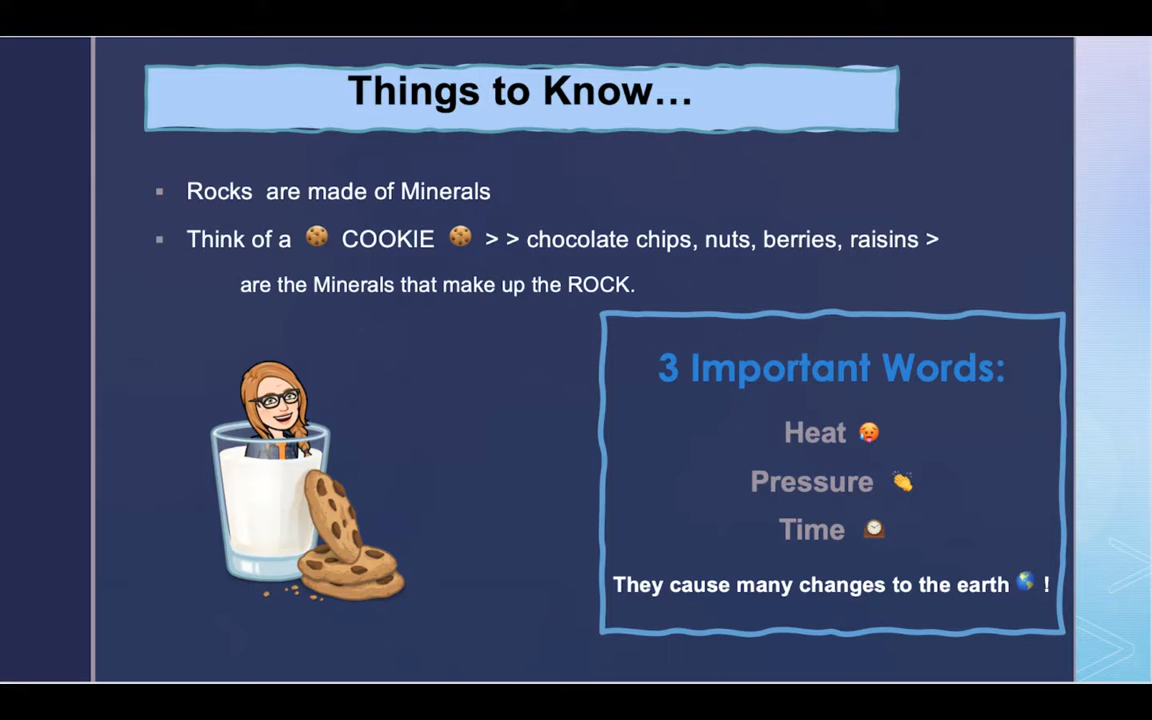 Things to Know…
Rocks  are made of Minerals
Think of a 🍪 COOKIE 🍪 > > chocolate chips, nuts, berries, raisins >
are the Minerals that make up the ROCK.
3 Important Words:
Heat 🥵
Pressure 👏
Time 🕰️
They cause many changes to the earth 🌎 !